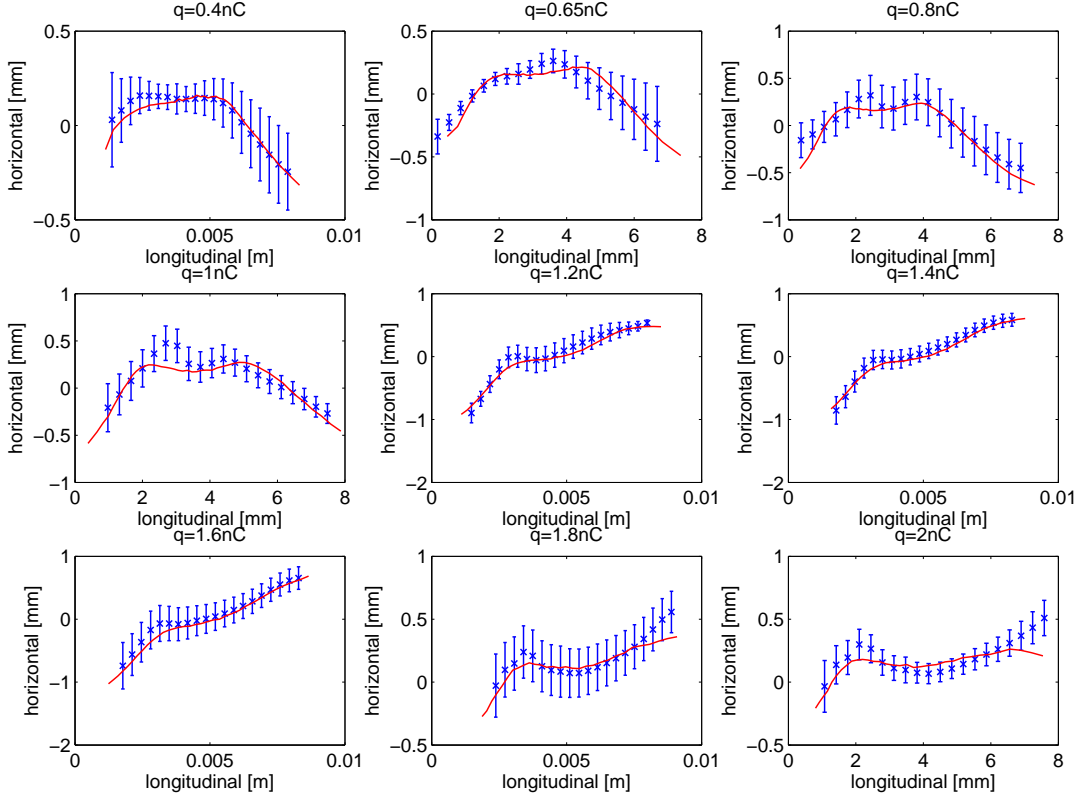 q=0.4nC
q=0.65nC
q=0.8nC
0.5
0
−0.5
horizontal [mm]
0
0.005
0.01
longitudinal [m]
0.5
0
−0.5
−1
horizontal [mm]
0
2
4
6
8
longitudinal [mm]
1
0.5
0
−0.5
−1
horizontal [mm]
0
2
4
6
8
longitudinal [mm]
q=1nC
q=1.2nC
q=1.4nC
1
0.5
0
−0.5
−1
horizontal [mm]
0
2
4
6
8
longitudinal [mm]
1
0
−1
−2
horizontal [mm]
0
0.005
0.01
longitudinal [m]
1
0
−1
−2
horizontal [mm]
0
0.005
0.01
longitudinal [m]
q=1.6nC
q=1.8nC
q=2nC
1
0
−1
−2
horizontal [mm]
0
0.005
0.01
longitudinal [m]
1
0.5
0
−0.5
horizontal [mm]
0
0.005
0.01
longitudinal [m]
1
0.5
0
−0.5
horizontal [mm]
0
2
4
6
8
longitudinal [mm]